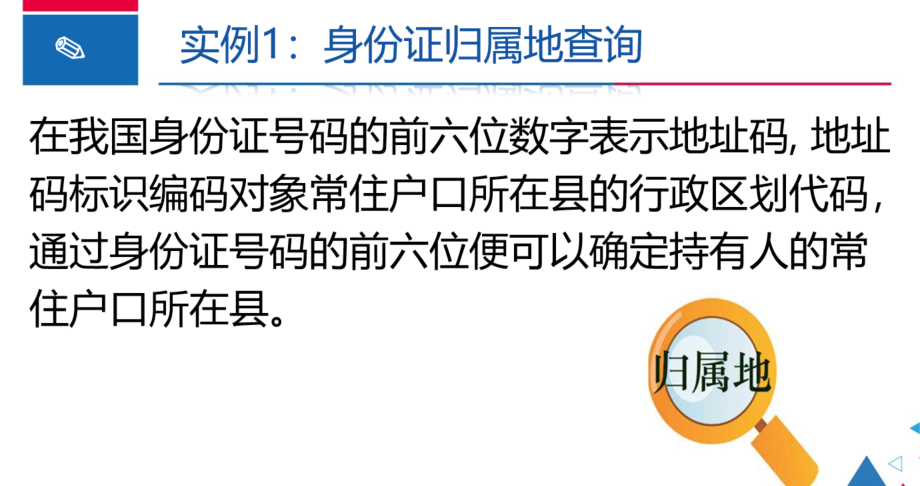 实例1：身份证归属地查询
在我国身份证号码的前六位数字表示地址码, 地址
码标识编码对象常住户口所在县的行政区划代码，
通过身份证号码的前六位便可以确定持有人的常
住户口所在县。
归属地